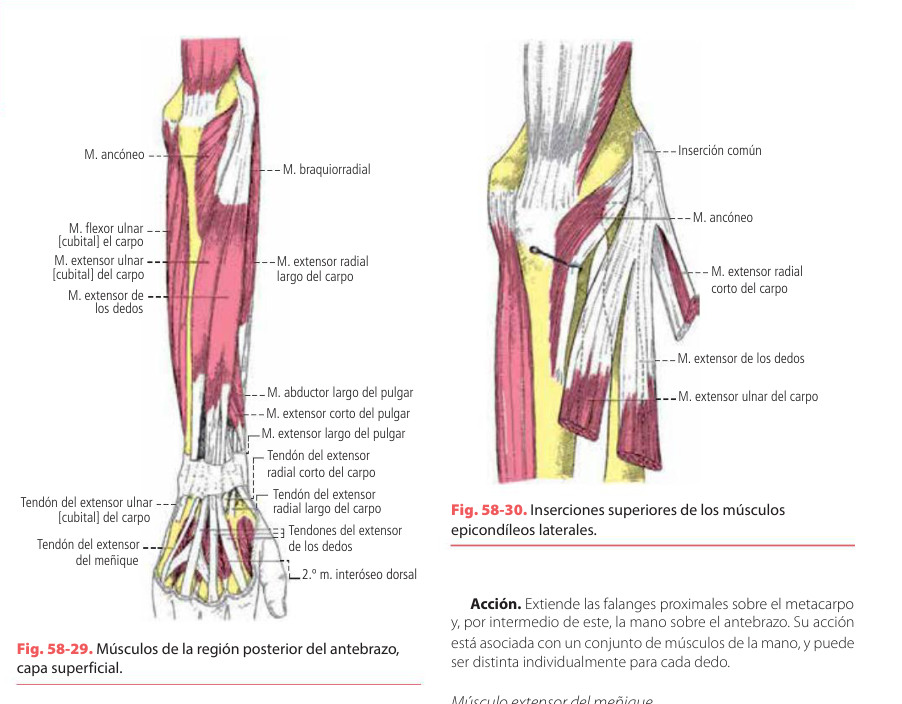 M. ancóneo
M. braquiorradial
M. flexor ulnar
[cubital] el carpo
M. extensor ulnar
[cubital] del carpo
M. extensor radial
largo del carpo
M. extensor de
los dedos
M. abductor largo del pulgar
M. extensor corto del pulgar
M. extensor largo del pulgar
Tendón del extensor
radial corto del carpo
Tendón del extensor
radial largo del carpo
Tendón del extensor ulnar
[cubital] del carpo
Tendones del extensor
de los dedos
Tendón del extensor
del meñique
2.º m. interóseo dorsal
Fig. 58-29. Músculos de la región posterior del antebrazo,
capa superficial.
Inserción común
M. ancóneo
M. extensor radial
corto del carpo
M. extensor de los dedos
M. extensor ulnar del carpo
Fig. 58-30. Inserciones superiores de los músculos
epicondíleos laterales.
Acción. Extiende las falanges proximales sobre el metacarpo
y, por intermedio de este, la mano sobre el antebrazo. Su acción
está asociada con un conjunto de músculos de la mano, y puede
ser distinta individualmente para cada dedo.
Músculo extensor del meñique